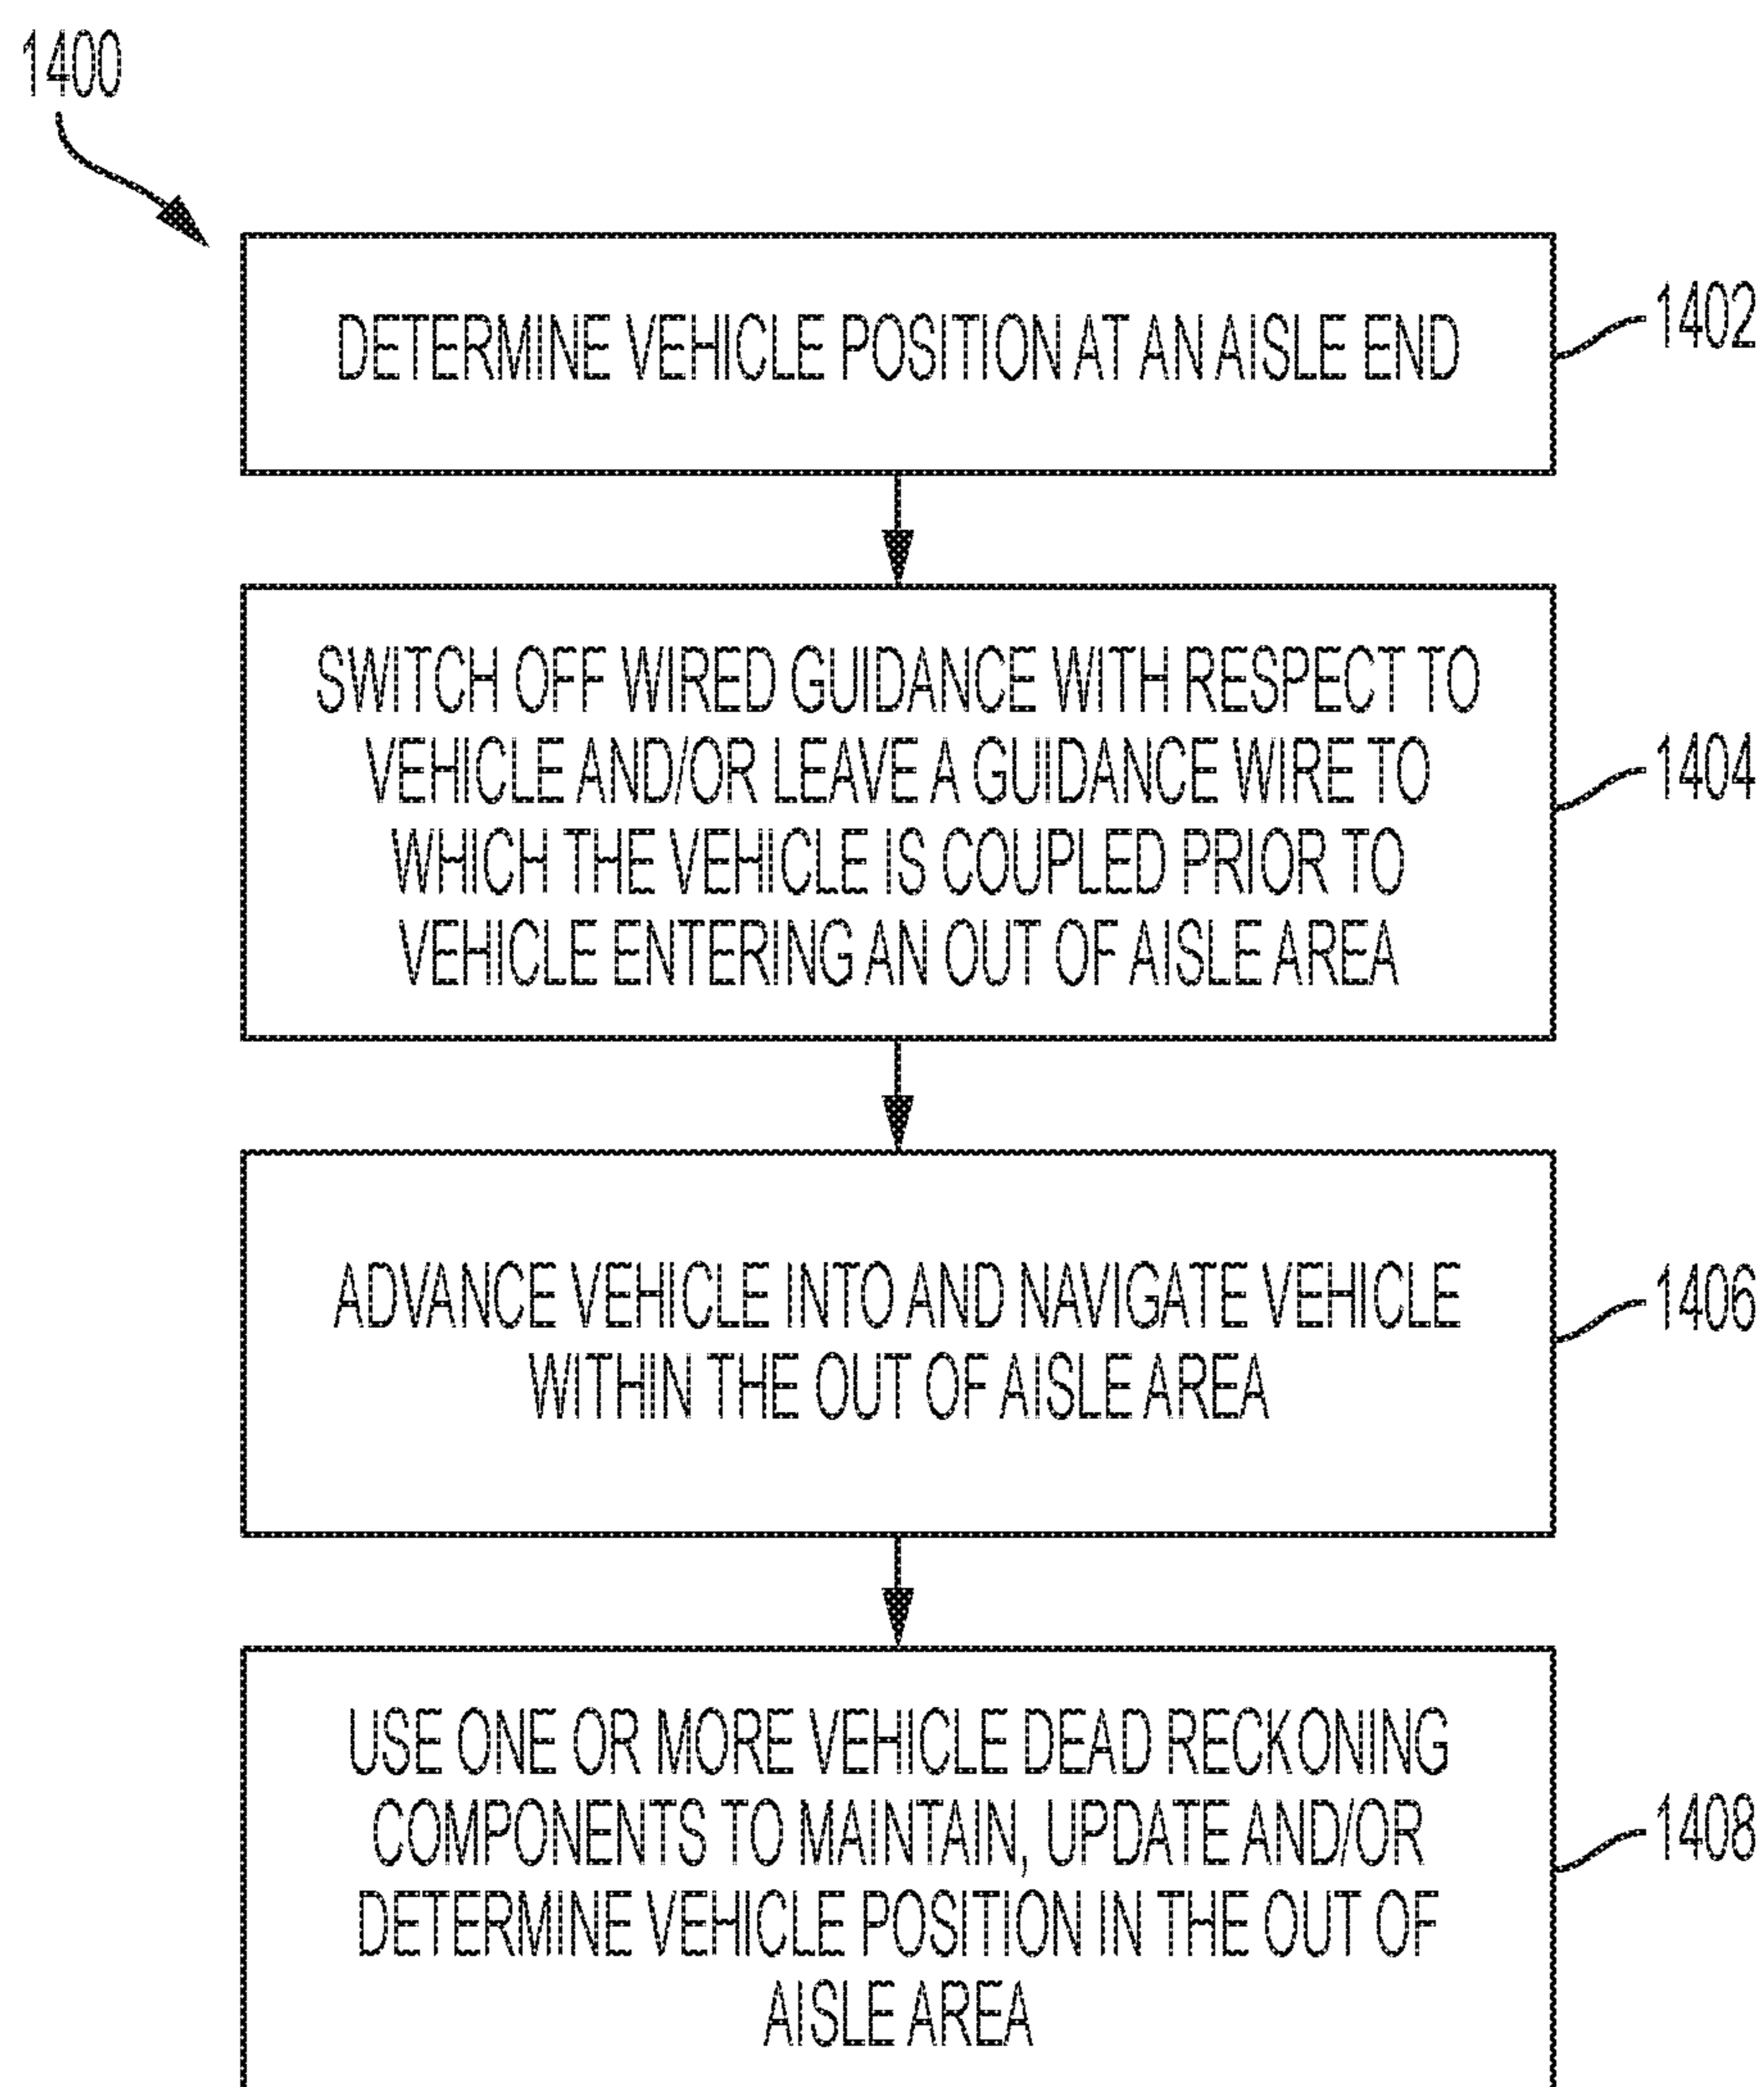 1400
DETERMINE VEHICLE POSITION AT AN AISLE END
1402
SWITCH OFF WIRED GUIDANCE WITH RESPECT TO
VEHICLE AND/OR LEAVE A GUIDANCE WIRE TO
WHICH THE VEHICLE IS COUPLED PRIOR TO
VEHICLE ENTERING AN OUT OF AISLE AREA
1404
ADVANCE VEHICLE INTO AND NAVIGATE VEHICLE
WITHIN THE OUT OF AISLE AREA
1406
USE ONE OR MORE VEHICLE DEAD RECKONING
COMPONENTS TO MAINTAIN, UPDATE AND/OR
DETERMINE VEHICLE POSITION IN THE OUT OF
AISLE AREA
1408